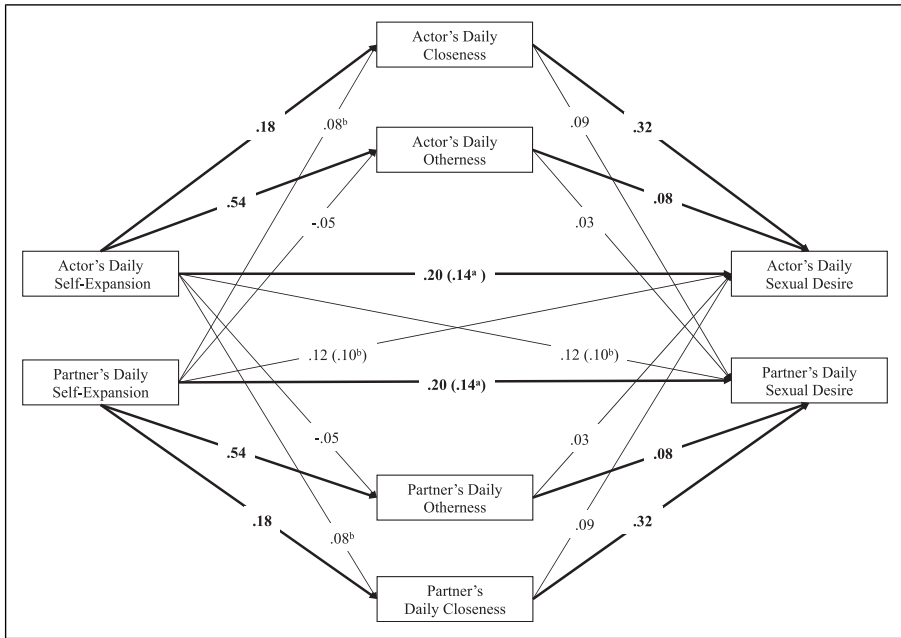 Actor's Daily
Closeness
.18
.08ᵇ
.09
.32
Actor's Daily
Otherness
.54
-.05
.03
.08
Actor's Daily
Self-Expansion
.20 (.14ᵃ )
Actor's Daily
Sexual Desire
.12 (.10ᵇ)
.12 (.10ᵇ)
Partner's Daily
Self-Expansion
.20 (.14ᵃ)
Partner's Daily
Sexual Desire
.54
-.05
.03
.08
Partner's Daily
Otherness
.18
.08ᵇ
.09
.32
Partner's
Daily Closeness